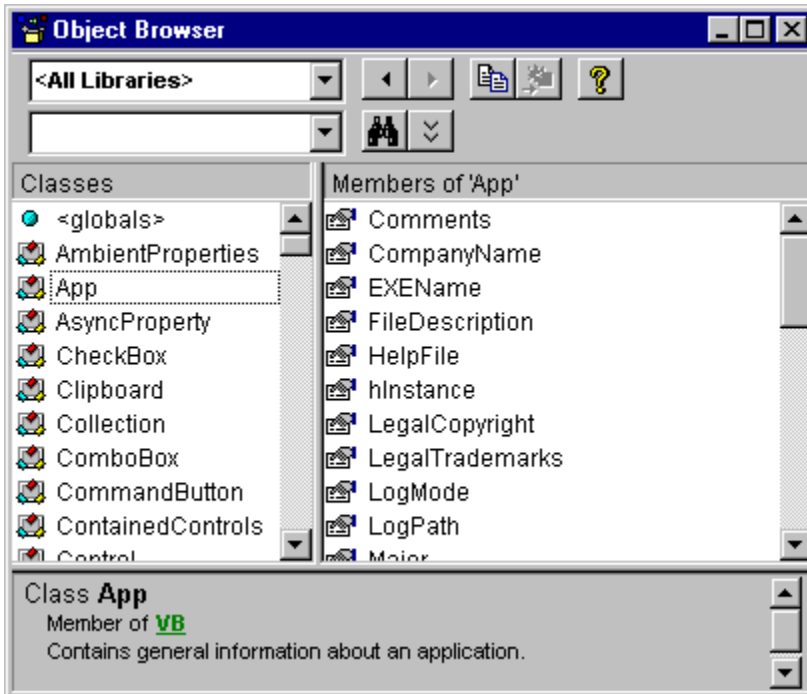 Object Browser
<All Libraries>
Classes
Members of 'App'
<globals>
AmbientProperties
App
AsyncProperty
CheckBox
Clipboard
Collection
ComboBox
CommandButton
ContainedControls
Control
Comments
CompanyName
EXEName
FileDescription
HelpFile
hInstance
LegalCopyright
LegalTrademarks
LogMode
LogPath
Major
Class App
Member of VB
Contains general information about an application.